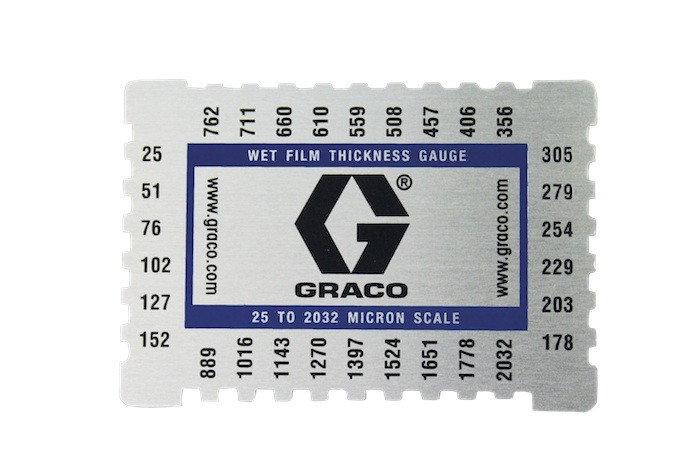 762 711 660 610 559 508 457 406 356
25
51
76
102
127
152
WET FILM THICKNESS GAUGE
www.graco.com
G®
GRACO
www.graco.com
25 TO 2032 MICRON SCALE
305
279
254
229
203
178
889 1016 1143 1270 1397 1524 1651 1778 2032